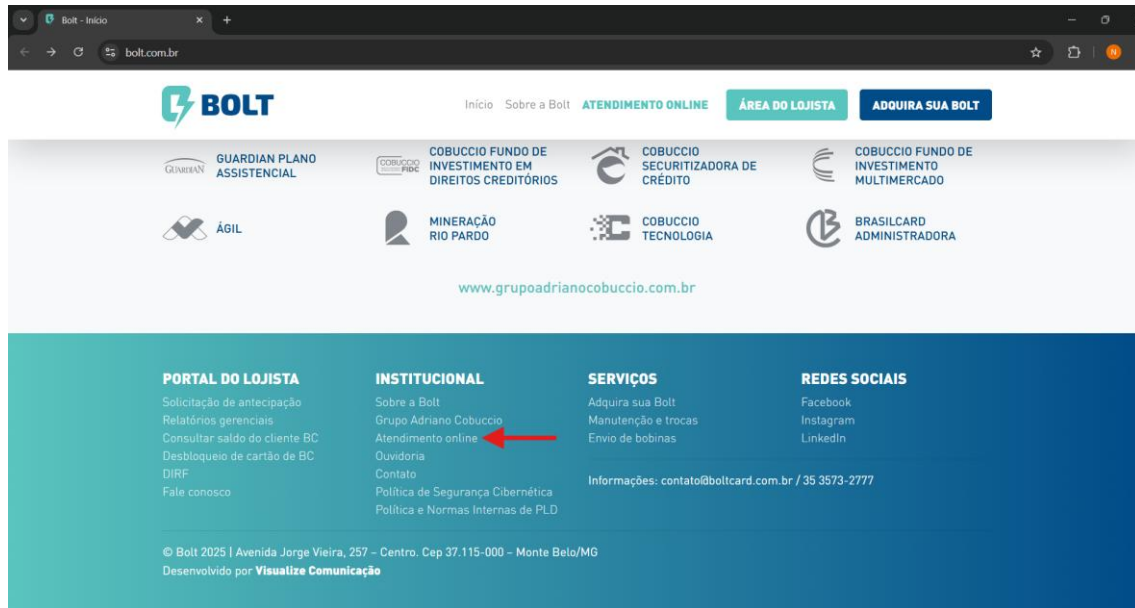 Bolt - Início
bolt.com.br
N
BOLT
Início Sobre a Bolt ATENDIMENTO ONLINE ÁREA DO LOJISTA ADQUIRA SUA BOLT
GUARDIAN
GUARDIAN PLANO
ASSISTENCIAL
COBUCCIO
FIDC
COBUCCIO FUNDO DE
INVESTIMENTO EM
DIREITOS CREDITÓRIOS
COBUCCIO
SECURITIZADORA DE
CRÉDITO
COBUCCIO FUNDO DE
INVESTIMENTO
MULTIMERCADO
ÁGIL
MINERAÇÃO
RIO PARDO
COBUCCIO
TECNOLOGIA
BRASILCARD
ADMINISTRADORA
www.grupoadrianocobuccio.com.br
PORTAL DO LOJISTA
Solicitação de antecipação
Relatórios gerenciais
Consultar saldo do cliente BC
Desbloqueio de cartão de BC
DIRF
Fale conosco
INSTITUCIONAL
Sobre a Bolt
Grupo Adriano Cobuccio
Atendimento online
Ouvidoria
Contato
Política de Segurança Cibernética
Política e Normas Internas de PLD
SERVIÇOS
Adquira sua Bolt
Manutenção e trocas
Envio de bobinas
REDES SOCIAIS
Facebook
Instagram
LinkedIn
Informações: contato@boltcard.com.br / 35 3573-2777
© Bolt 2025 | Avenida Jorge Vieira, 257 – Centro. Cep 37.115-000 – Monte Belo/MG
Desenvolvido por Visualize Comunicação